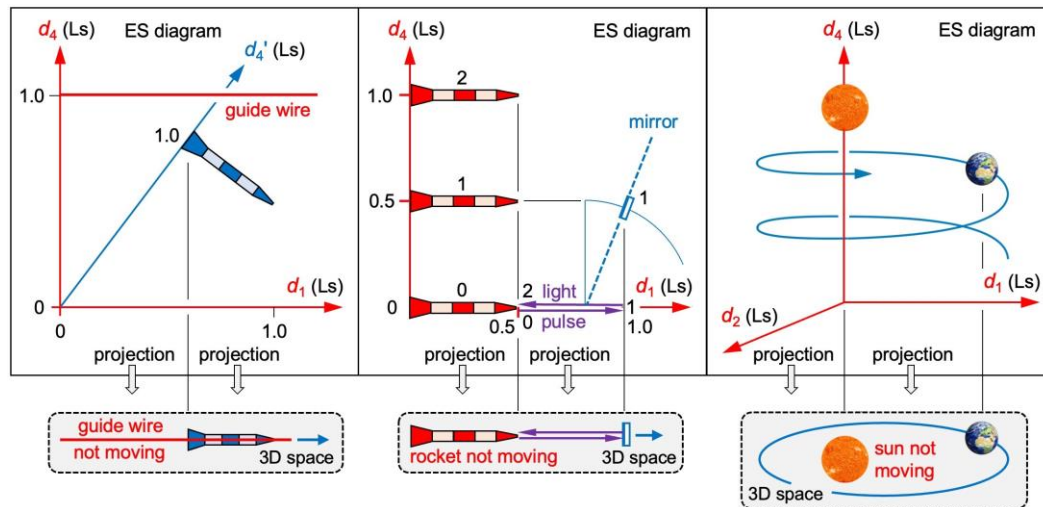 d₄ (Ls) ES diagram
d₄'
1.0
guide wire
1.0
0
d₁ (Ls)
0 1.0
projection projection
guide wire
not moving
3D space
d₄ (Ls) ES diagram
2
1.0
mirror
1
0.5
1
0
0
2 light
d₁ (Ls)
0.5 0 pulse
1
1.0
projection projection
rocket not moving
3D space
d₄ (Ls) ES diagram
d₁ (Ls)
d₂ (Ls)
projection projection
sun not
moving
3D space